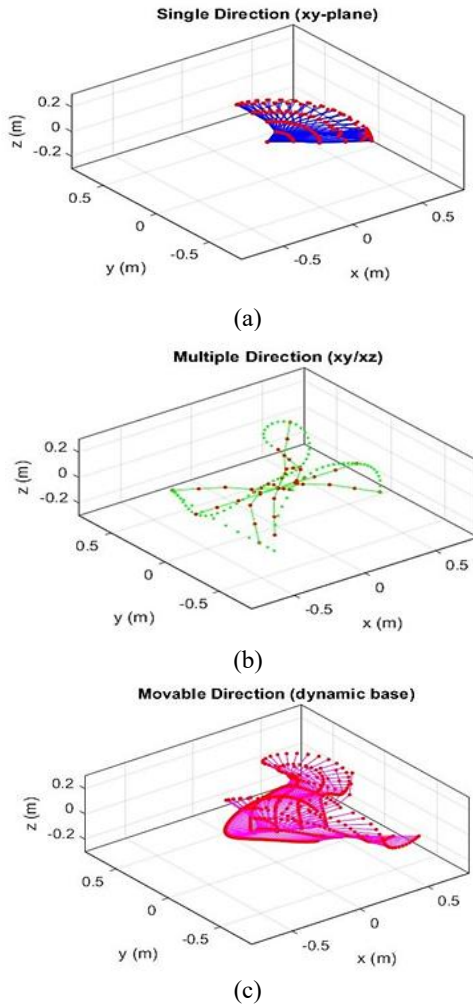 Single Direction (xy-plane)
0.2
0
-0.2
z (m)
0.5
0
-0.5
y (m)
-0.5
0
0.5
x (m)
(a)
Multiple Direction (xy/xz)
0.2
0
-0.2
z (m)
0.5
0
-0.5
y (m)
-0.5
0
0.5
x (m)
(b)
Movable Direction (dynamic base)
0.2
0
-0.2
z (m)
0.5
0
-0.5
y (m)
-0.5
0
0.5
x (m)
(c)